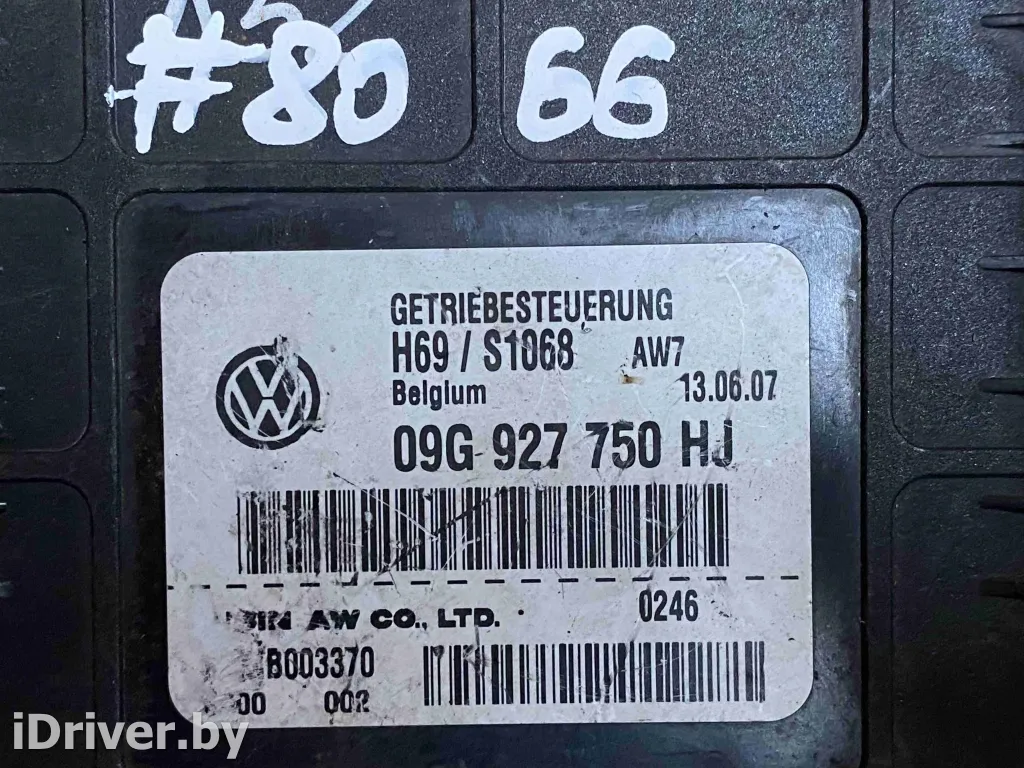 #80 66
GETRIEBESTEUERUNG
H69 / S1068 AW7
Belgium 13.06.07
09G 927 750 HJ
CO., LTD. 0246
B003370
00 002
iDriver.by